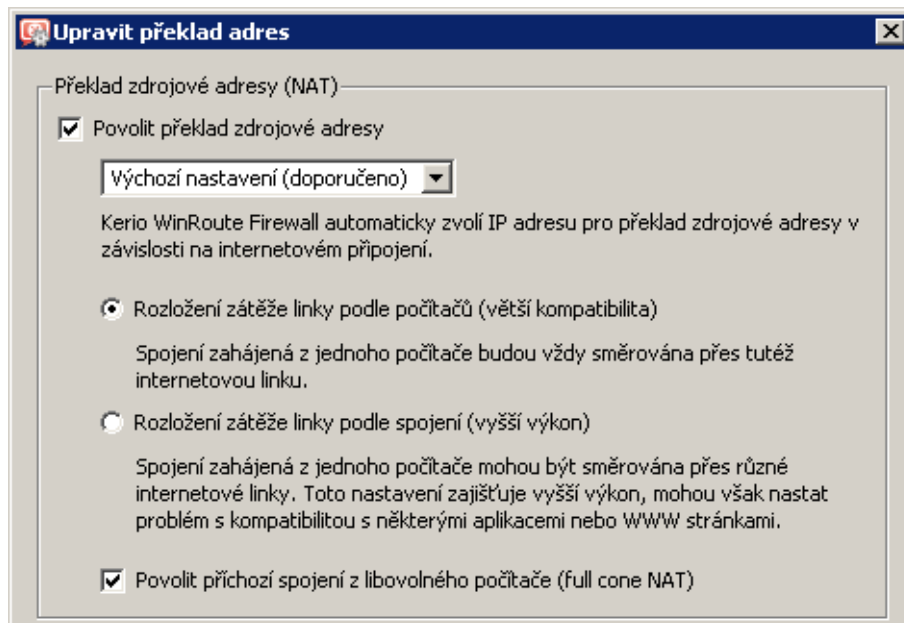 Upravit překlad adres
Překlad zdrojové adresy (NAT)
Povolit překlad zdrojové adresy
Výchozí nastavení (doporučeno)
Kerio WinRoute Firewall automaticky zvolí IP adresu pro překlad zdrojové adresy v
závislosti na internetovém připojení.
Rozložení zátěže linky podle počítačů (větší kompatibilita)
Spojení zahájená z jednoho počítače budou vždy směrována přes tutéž
internetovou linku.
Rozložení zátěže linky podle spojení (vyšší výkon)
Spojení zahájená z jednoho počítače mohou být směrována přes různé
internetové linky. Toto nastavení zajišťuje vyšší výkon, mohou však nastat
problém s kompatibilitou s některými aplikacemi nebo WWW stránkami.
Povolit příchozí spojení z libovolného počítače (full cone NAT)